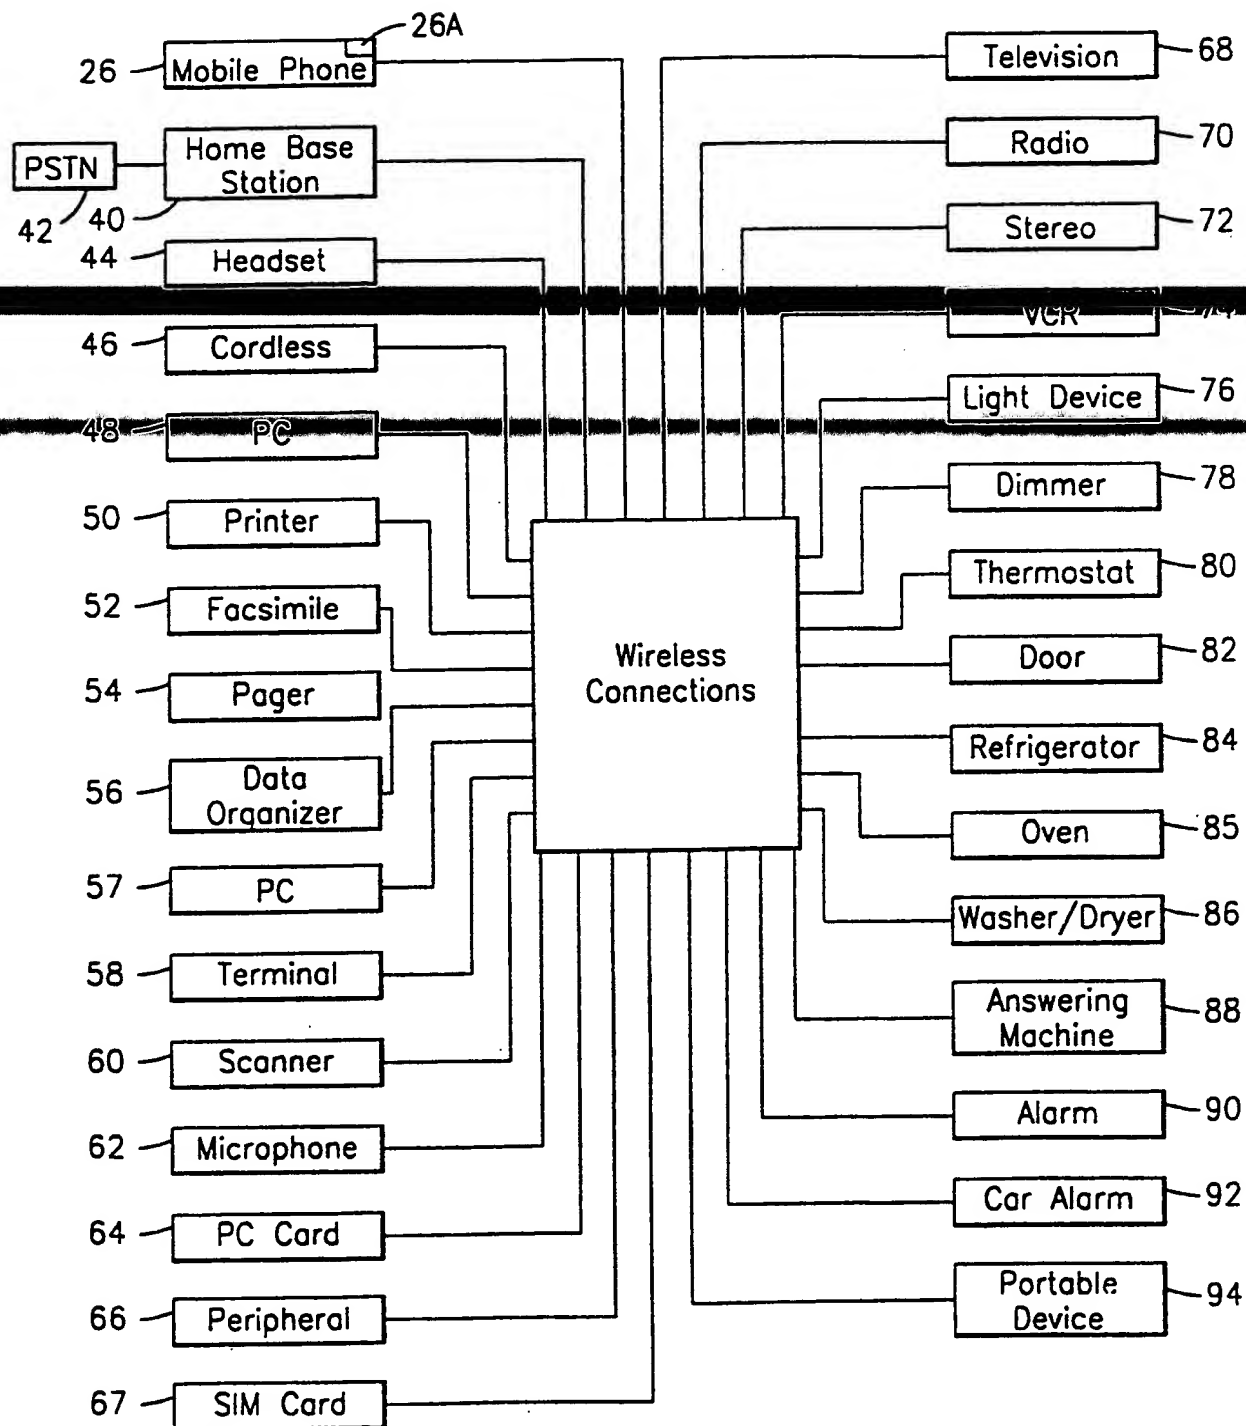 26A
26
Mobile Phone
PSTN
42
Home Base
Station
40
44
Headset
46
Cordless
48
PC
50
Printer
52
Facsimile
54
Pager
56
Data
Organizer
57
PC
58
Terminal
60
Scanner
62
Microphone
64
PC Card
66
Peripheral
67
SIM Card
Wireless
Connections
Television
68
Radio
70
Stereo
72
VCR
74
Light Device
76
Dimmer
78
Thermostat
80
Door
82
Refrigerator
84
Oven
85
Washer/Dryer
86
Answering
Machine
88
Alarm
90
Car Alarm
92
Portable
Device
94